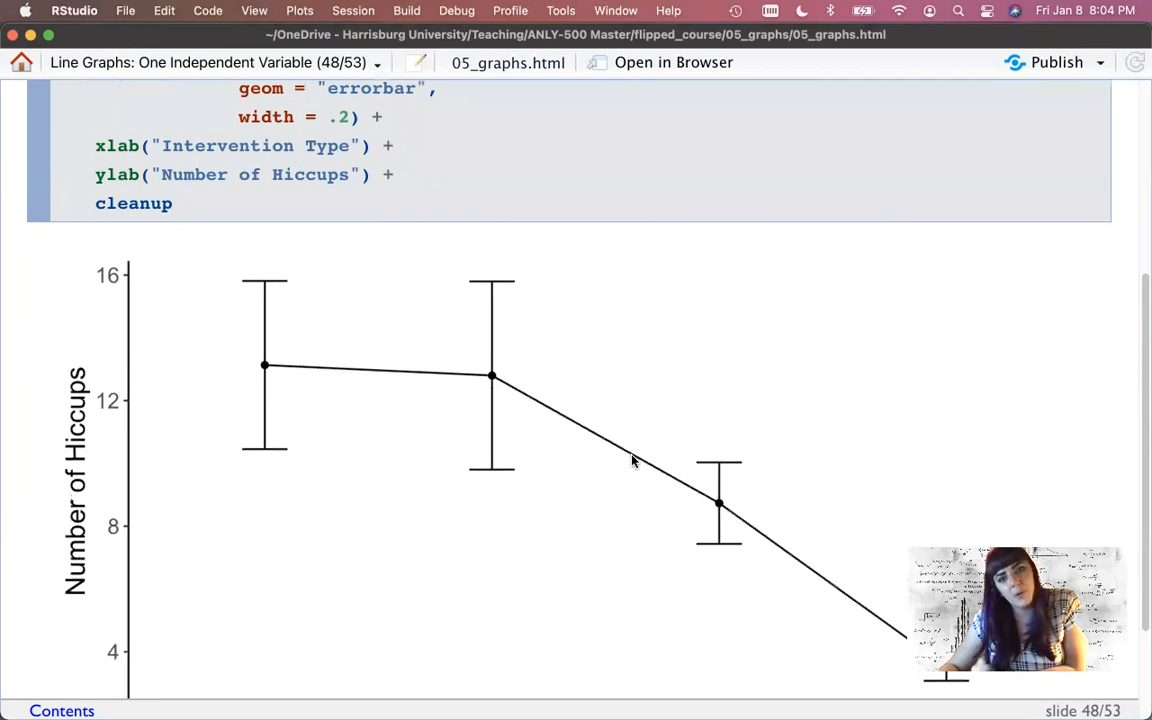 RStudio File Edit Code View Plots Session Build Debug Profile Tools Window Help Fri Jan 8 8:04 PM
~/OneDrive - Harrisburg University/Teaching/ANLY-500 Master/flipped_course/05_graphs/05_graphs.html
Line Graphs: One Independent Variable (48/53) 05_graphs.html Open in Browser Publish
geom = "errorbar",
width = .2) +
xlab("Intervention Type") +
ylab("Number of Hiccups") +
cleanup
16
12
8
4
Number of Hiccups
Contents
slide 48/53